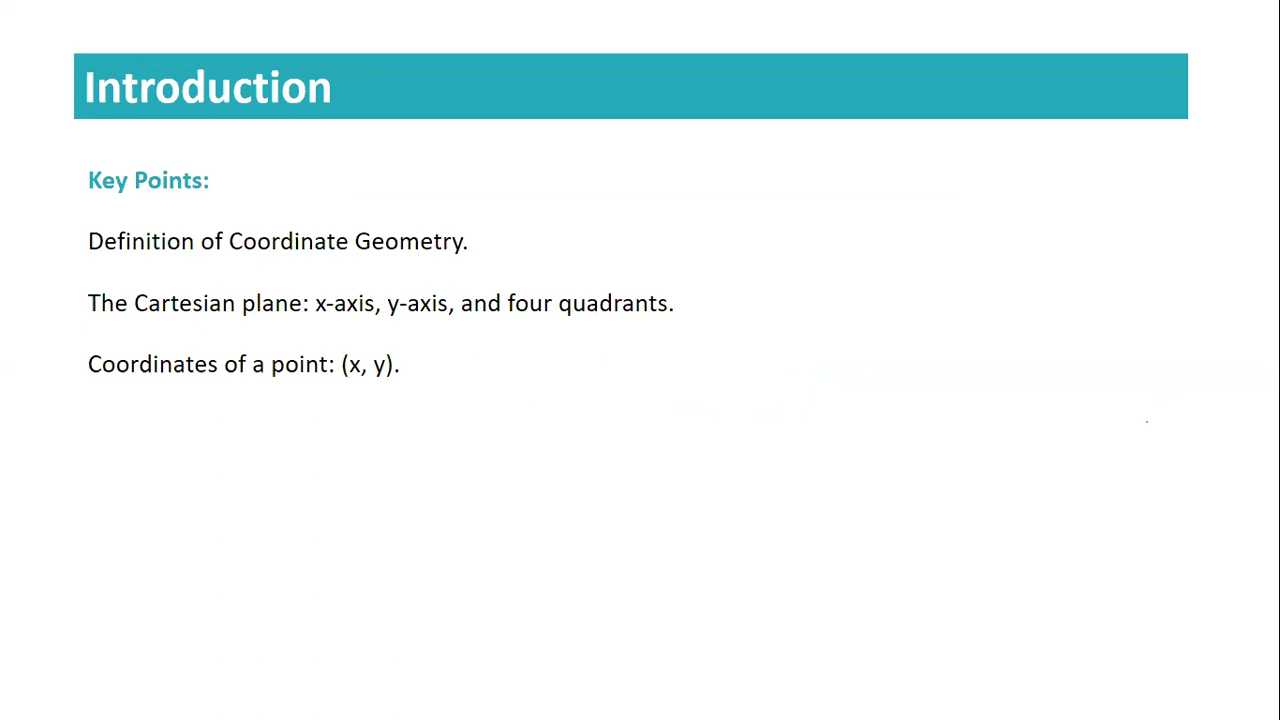 Introduction
Key Points:
Definition of Coordinate Geometry.
The Cartesian plane: x-axis, y-axis, and four quadrants.
Coordinates of a point: (x, y).